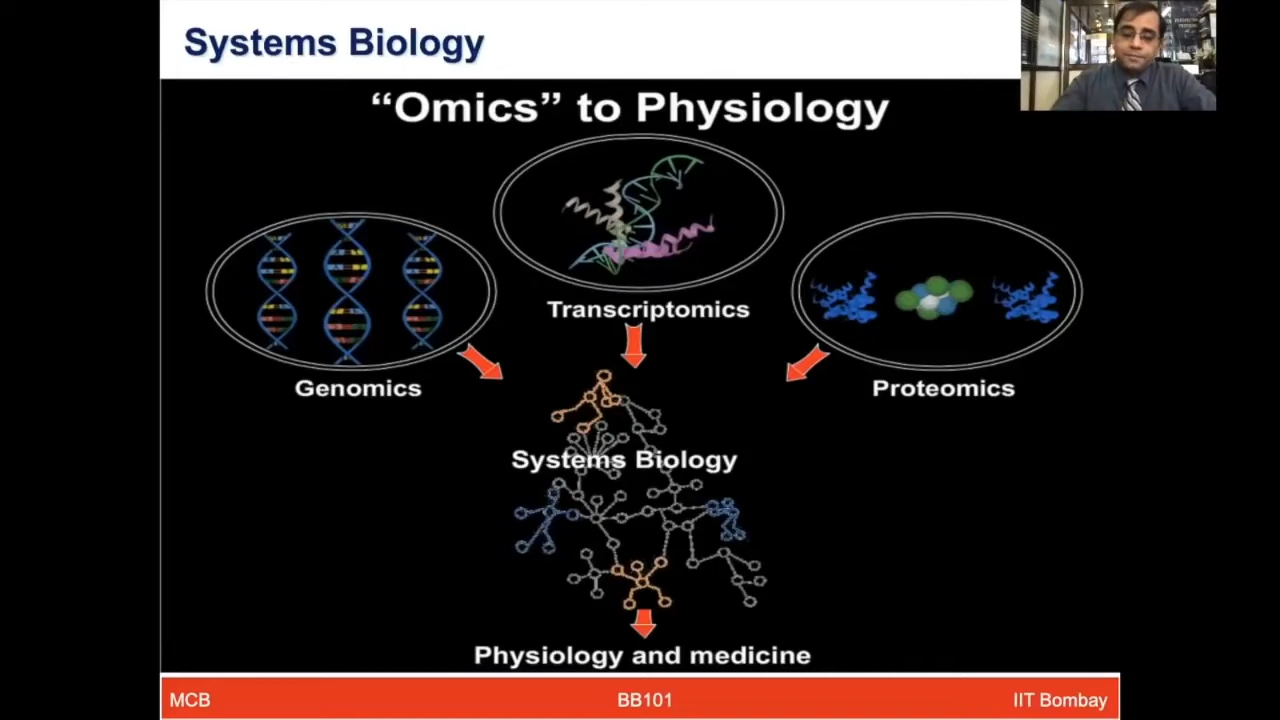 Systems Biology
“Omics” to Physiology
Transcriptomics
Genomics
Proteomics
Systems Biology
Physiology and medicine
MCB
BB101
IIT Bombay